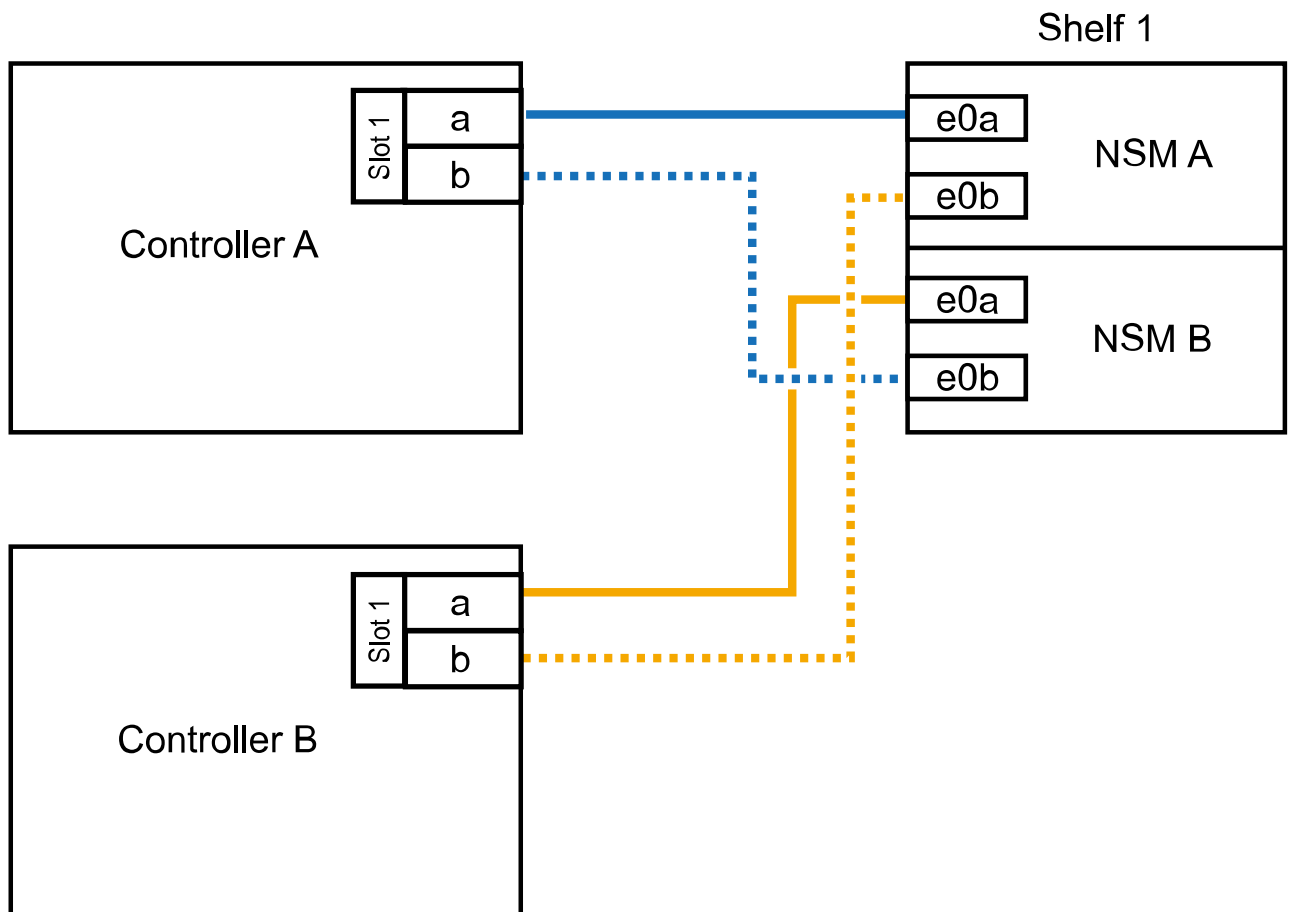 Shelf 1
Slot 1
a
b
Controller A
e0a
e0b
NSM A
e0a
e0b
NSM B
Slot 1
a
b
Controller B